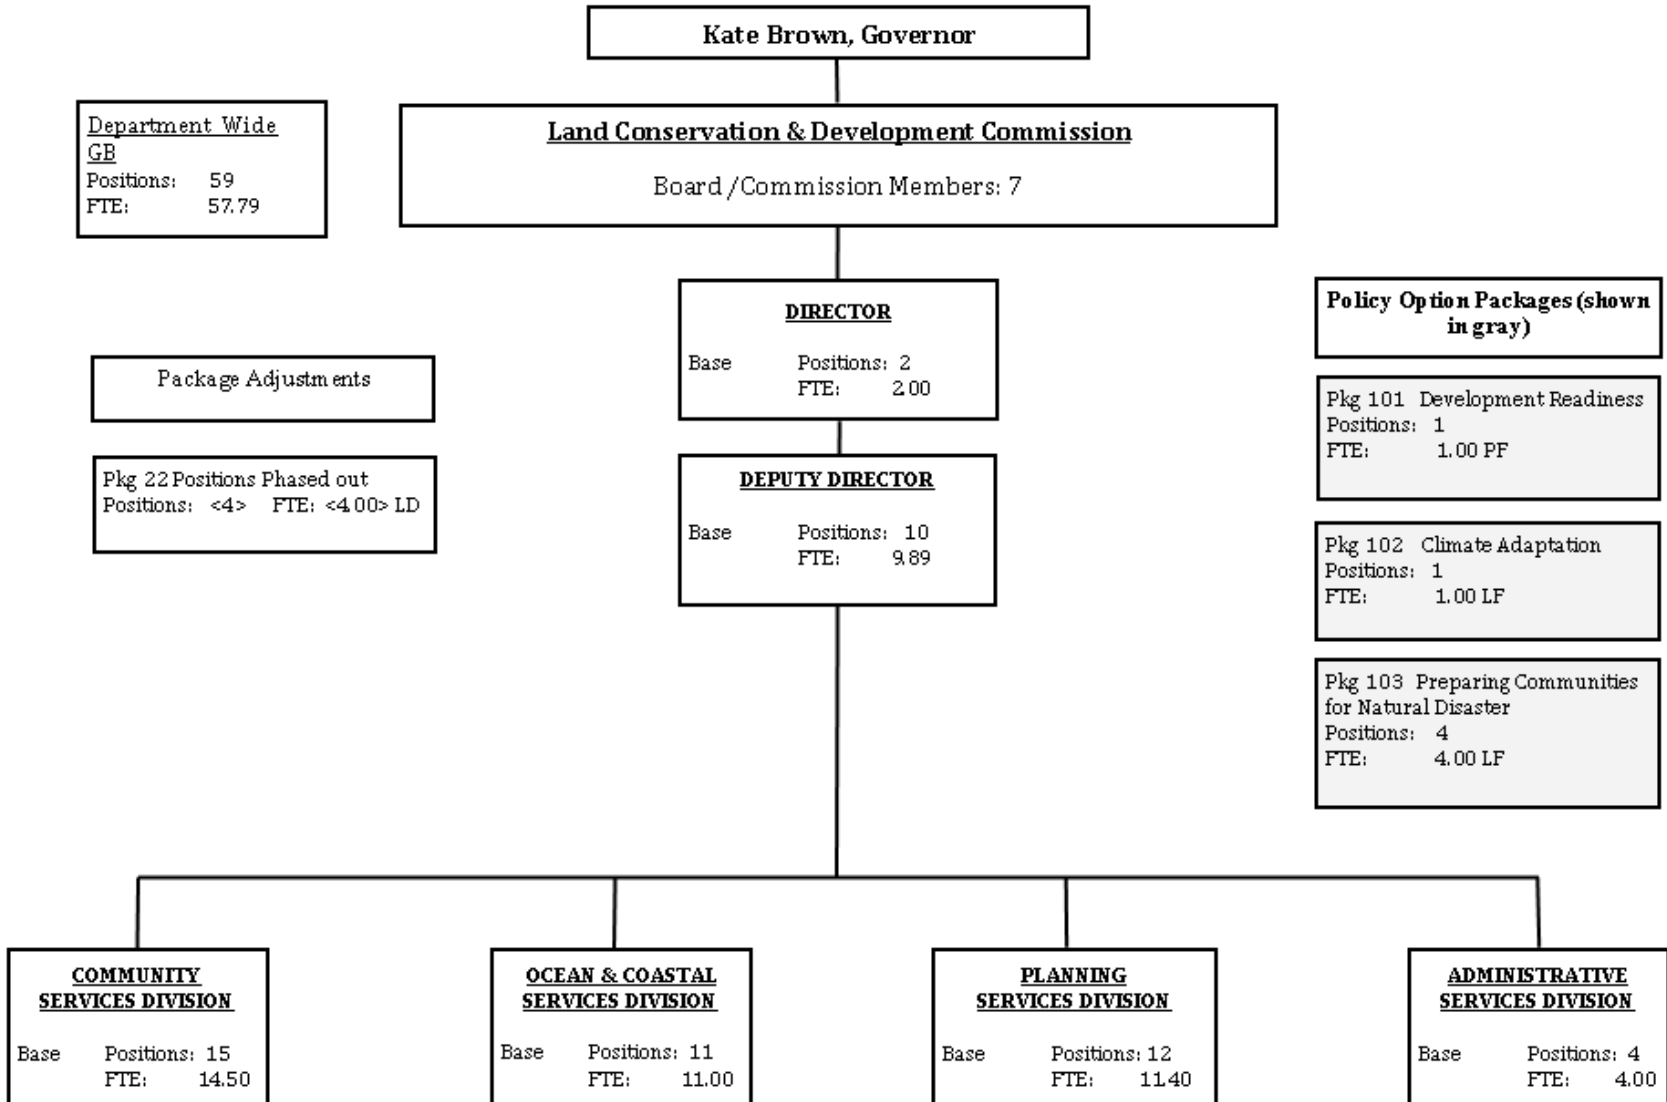 Kate Brown, Governor
Department Wide
GB
Positions: 59
FTE: 57.79
Land Conservation & Development Commission
Board /Commission Members: 7
DIRECTOR
Base Positions: 2
FTE: 2.00
Policy Option Packages (shown
in gray)
Package Adjustments
Pkg 101 Development Readiness
Positions: 1
FTE: 1.00 PF
Pkg 22 Positions Phased out
Positions: <4> FTE: <4.00> LD
DEPUTY DIRECTOR
Base Positions: 10
FTE: 9.89
Pkg 102 Climate Adaptation
Positions: 1
FTE: 1.00 LF
Pkg 103 Preparing Communities
for Natural Disaster
Positions: 4
FTE: 4.00 LF
COMMUNITY
SERVICES DIVISION
Base Positions: 15
FTE: 14.50
OCEAN & COASTAL
SERVICES DIVISION
Base Positions: 11
FTE: 11.00
PLANNING
SERVICES DIVISION
Base Positions: 12
FTE: 11.40
ADMINISTRATIVE
SERVICES DIVISION
Base Positions: 4
FTE: 4.00